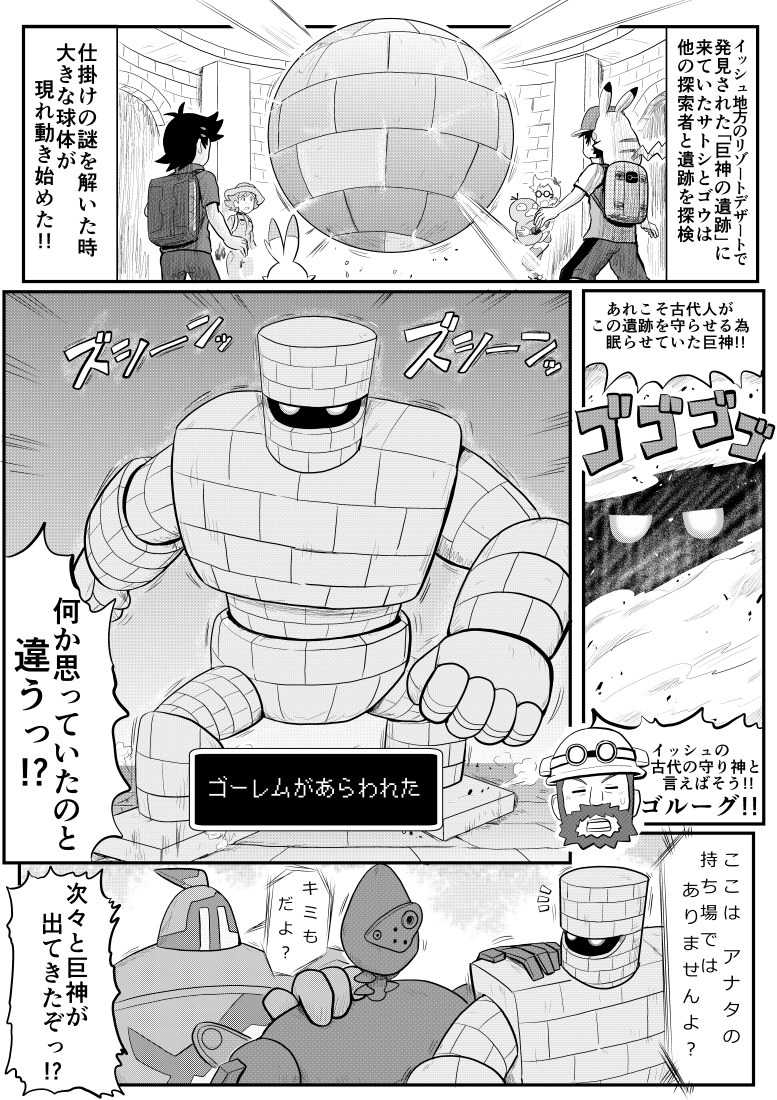 イッシュ地方のリゾートデザートで
発見された「巨神の遺跡」に
来ていたサトシとゴウは
他の探索者と遺跡を探検
仕掛けの謎を解いた時
大きな球体が
現れ動き始めた!!
あれこそ古代人が
この遺跡を守らせる為
眠らせていた巨神!!
ゴゴゴゴ
イッシュの
古代の守り神と
言えばそう!!
ゴルーグ!!
ズシーンッ
ズシーンッ
何か思っていたのと
違うっ!?
ゴーレムがあらわれた
ここは アナタの
持ち場では
ありませんよ?
キミも
だよ?
次々と巨神が
出てきたぞっ!?